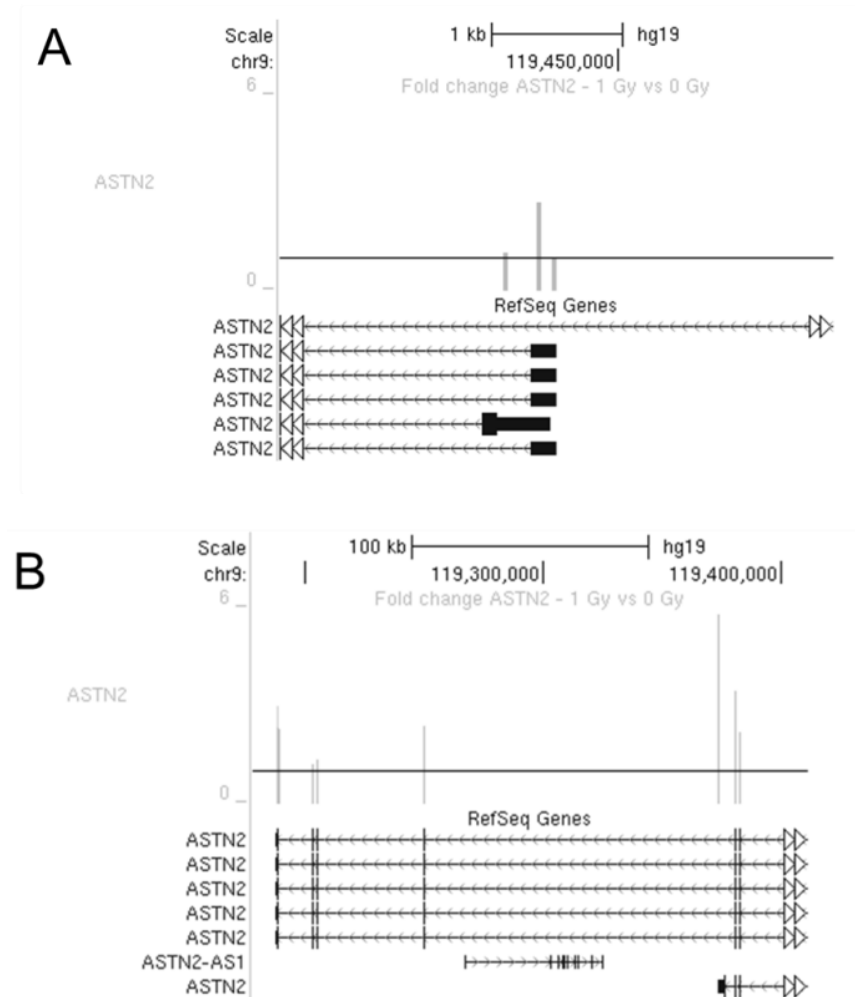 A
Scale 1 kb hg19
chr9: 119,450,000
6 Fold change ASTN2 - 1 Gy vs 0 Gy
ASTN2
0
RefSeq Genes
ASTN2
ASTN2
ASTN2
ASTN2
ASTN2
ASTN2
B
Scale 100 kb hg19
chr9: 119,300,000 119,400,000
6 Fold change ASTN2 - 1 Gy vs 0 Gy
ASTN2
0
RefSeq Genes
ASTN2
ASTN2
ASTN2
ASTN2
ASTN2
ASTN2-AS1
ASTN2